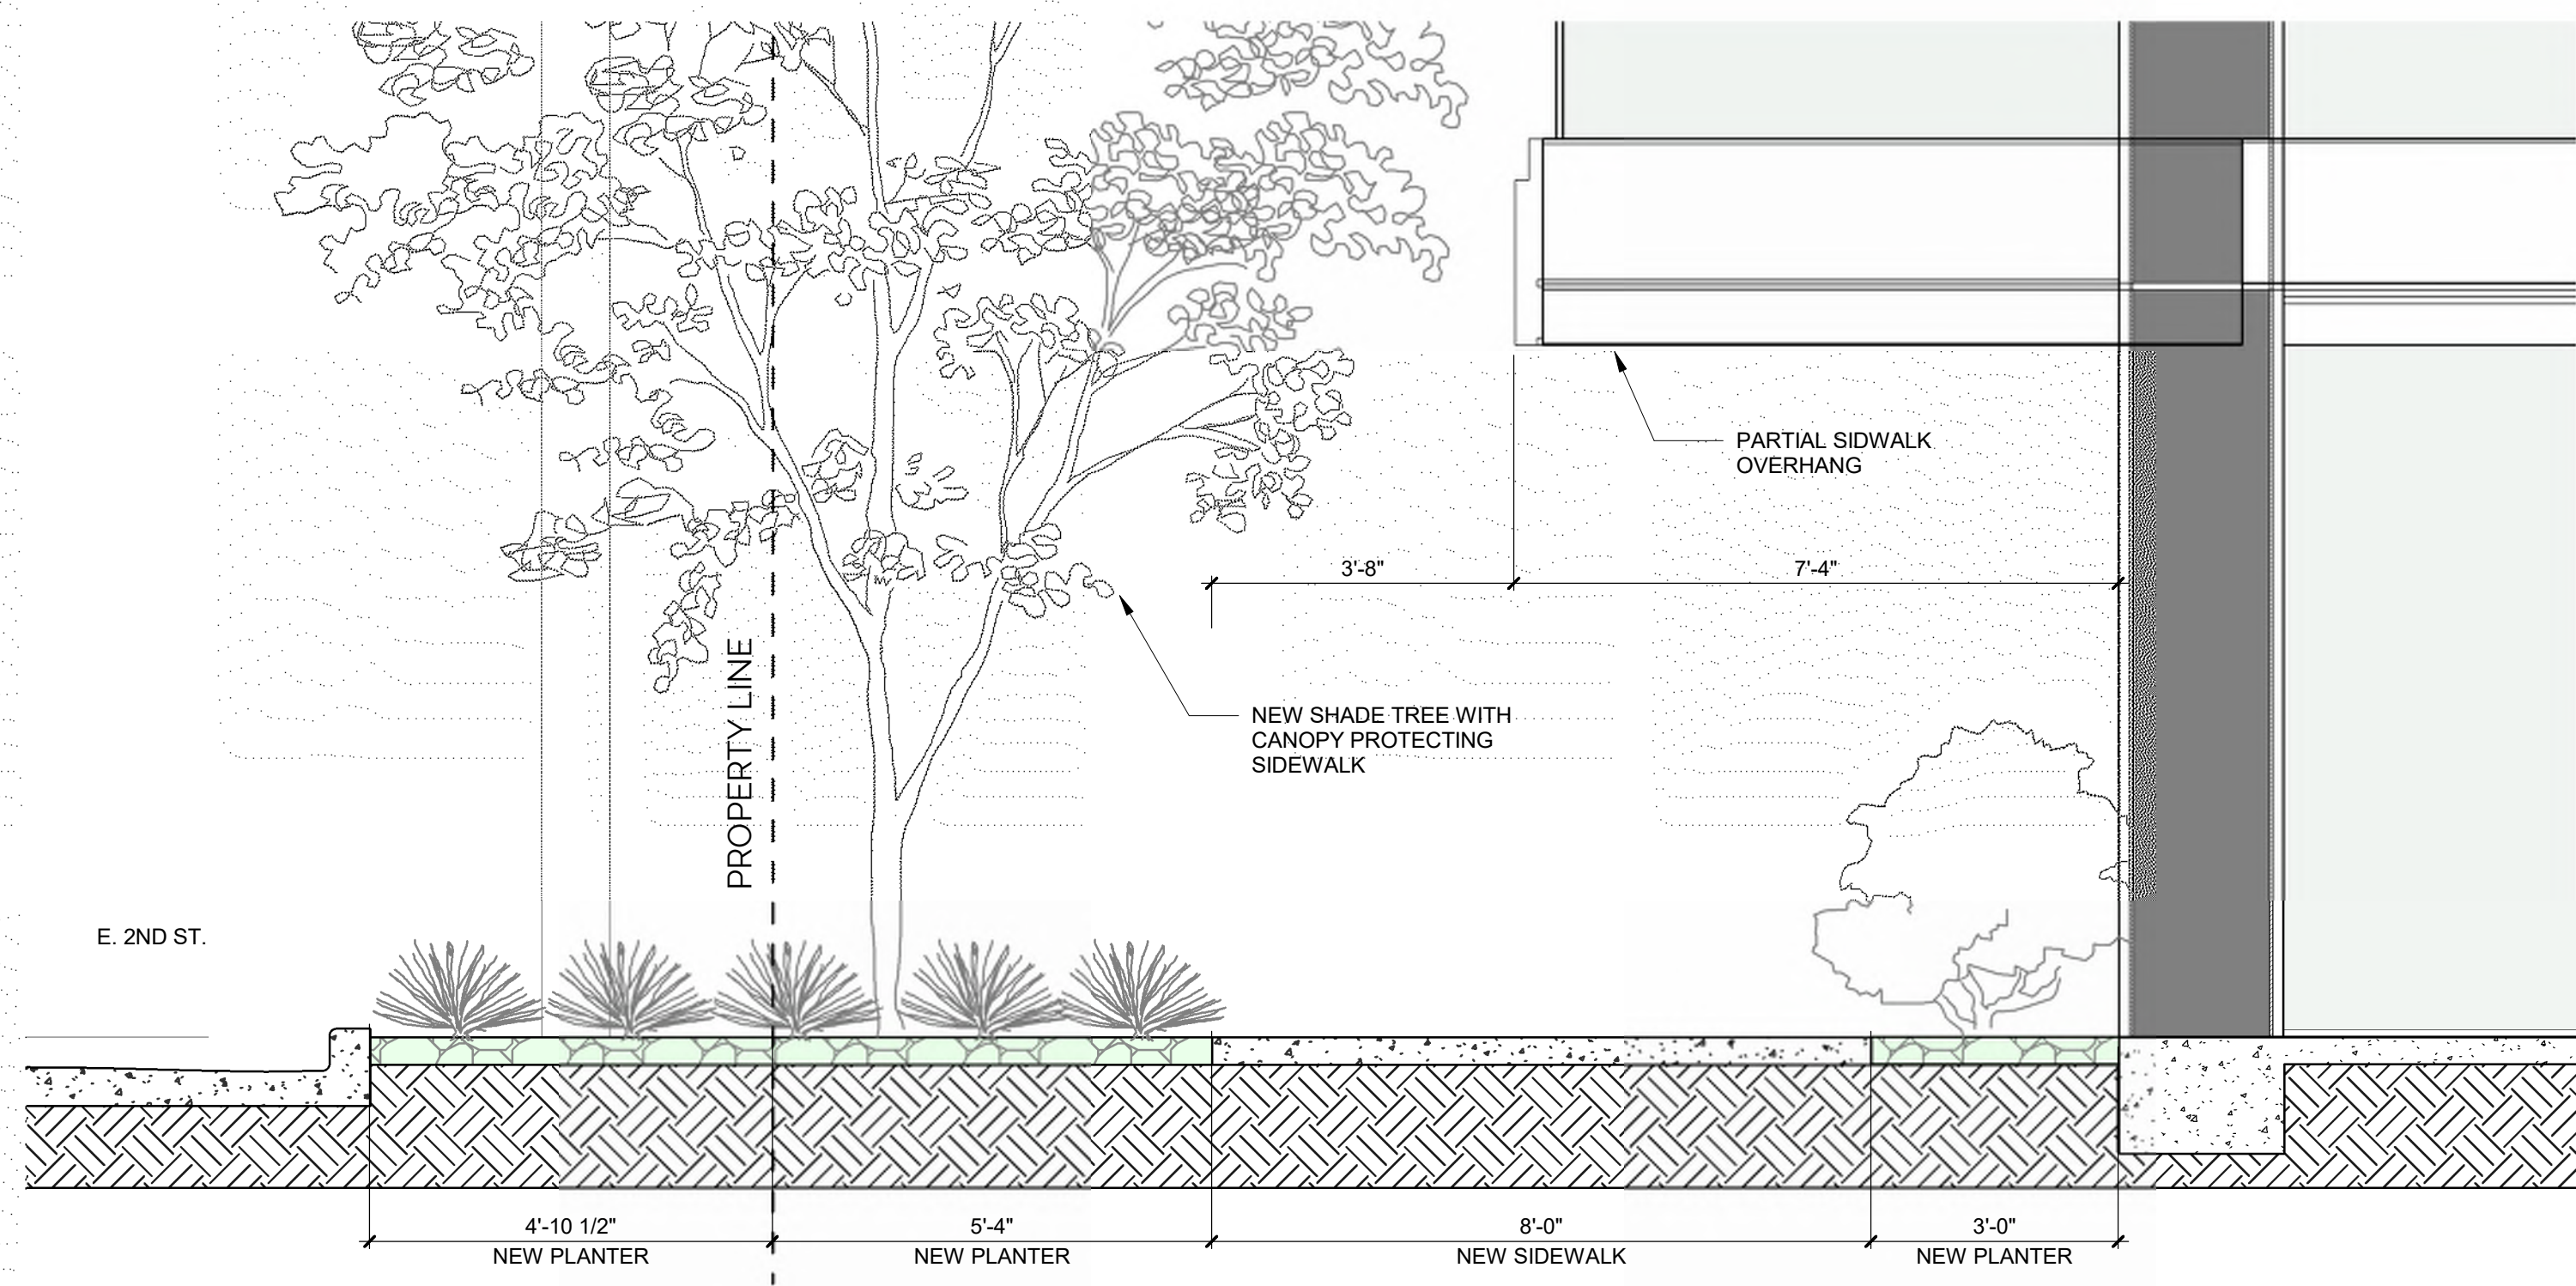 PARTIAL SIDWALK
OVERHANG
3'-8"
7'-4"
PROPERTY LINE
NEW SHADE TREE WITH
CANOPY PROTECTING
SIDEWALK
E. 2ND ST.
4'-10 1/2"
NEW PLANTER
5'-4"
NEW PLANTER
8'-0"
NEW SIDEWALK
3'-0"
NEW PLANTER